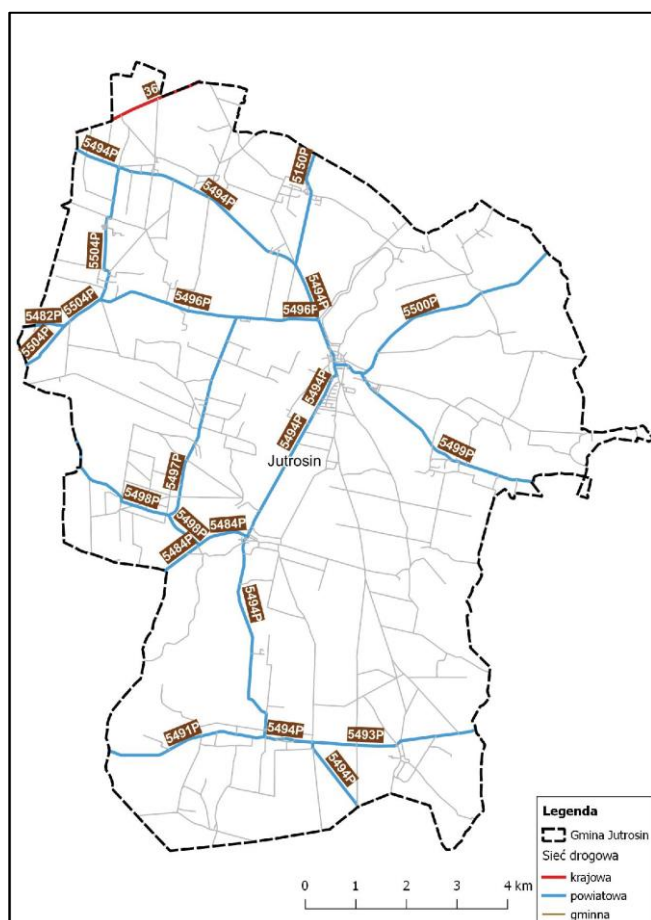 36
5494P
5150P
5494P
5504P
5494P
5500P
5496P
5496P
5504P
5482P
5504P
5494P
5494P
5499P
Jutrosin
5497P
5498P
5498P
5484P
5484P
5494P
5491P
5494P
5493P
5494P
Legenda
Gmina Jutrosin
Sieć drogowa
krajowa
powiatowa
gminna
0 1 2 4 km